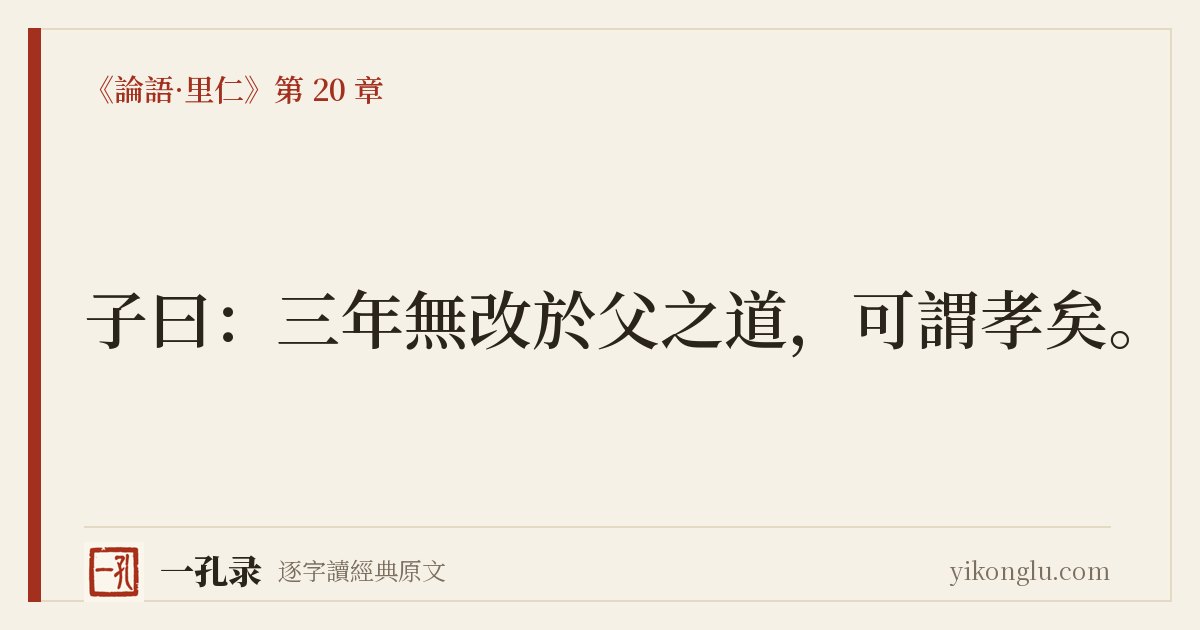 《論語·里仁》第 20 章
子曰：三年無改於父之道，可謂孝矣。
一孔
一孔录 逐字讀經典原文
yikonglu.com